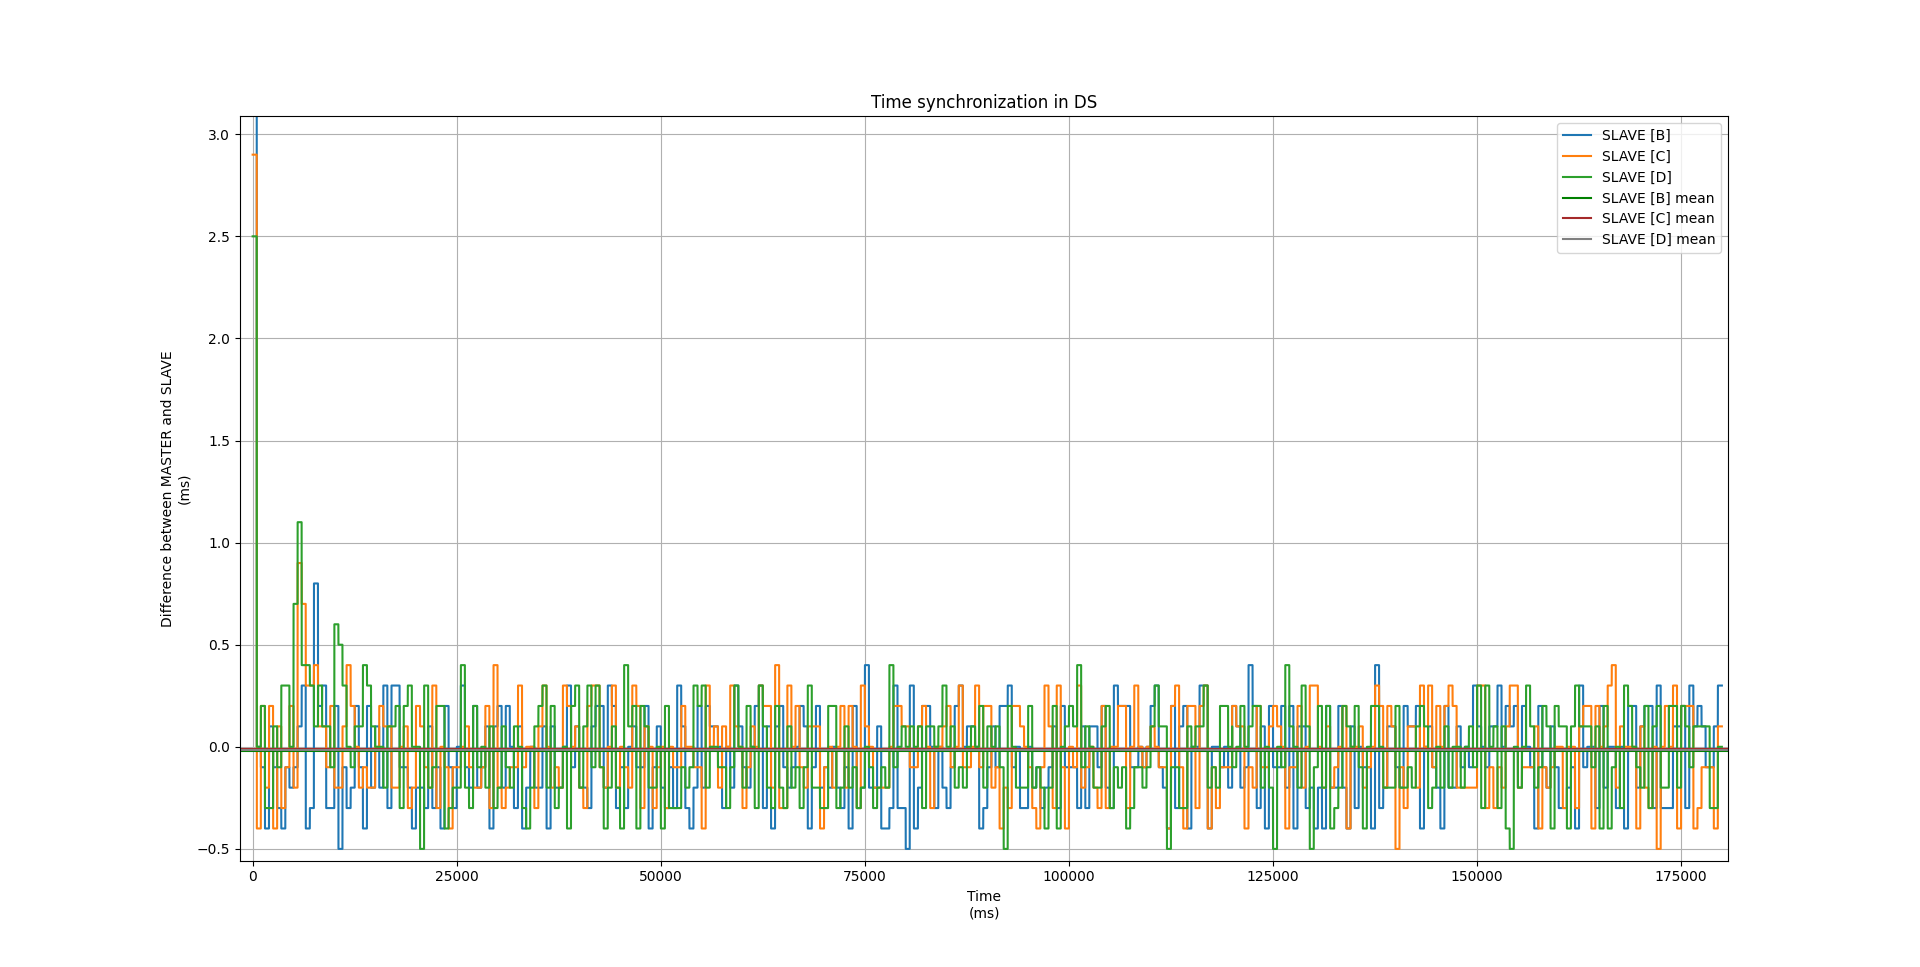 Time synchronization in DS
SLAVE [B]
SLAVE [C]
SLAVE [D]
SLAVE [B] mean
SLAVE [C] mean
SLAVE [D] mean
Difference between MASTER and SLAVE
(ms)
3.0
2.5
2.0
1.5
1.0
0.5
0.0
−0.5
0 25000 50000 75000 100000 125000 150000 175000
Time
(ms)